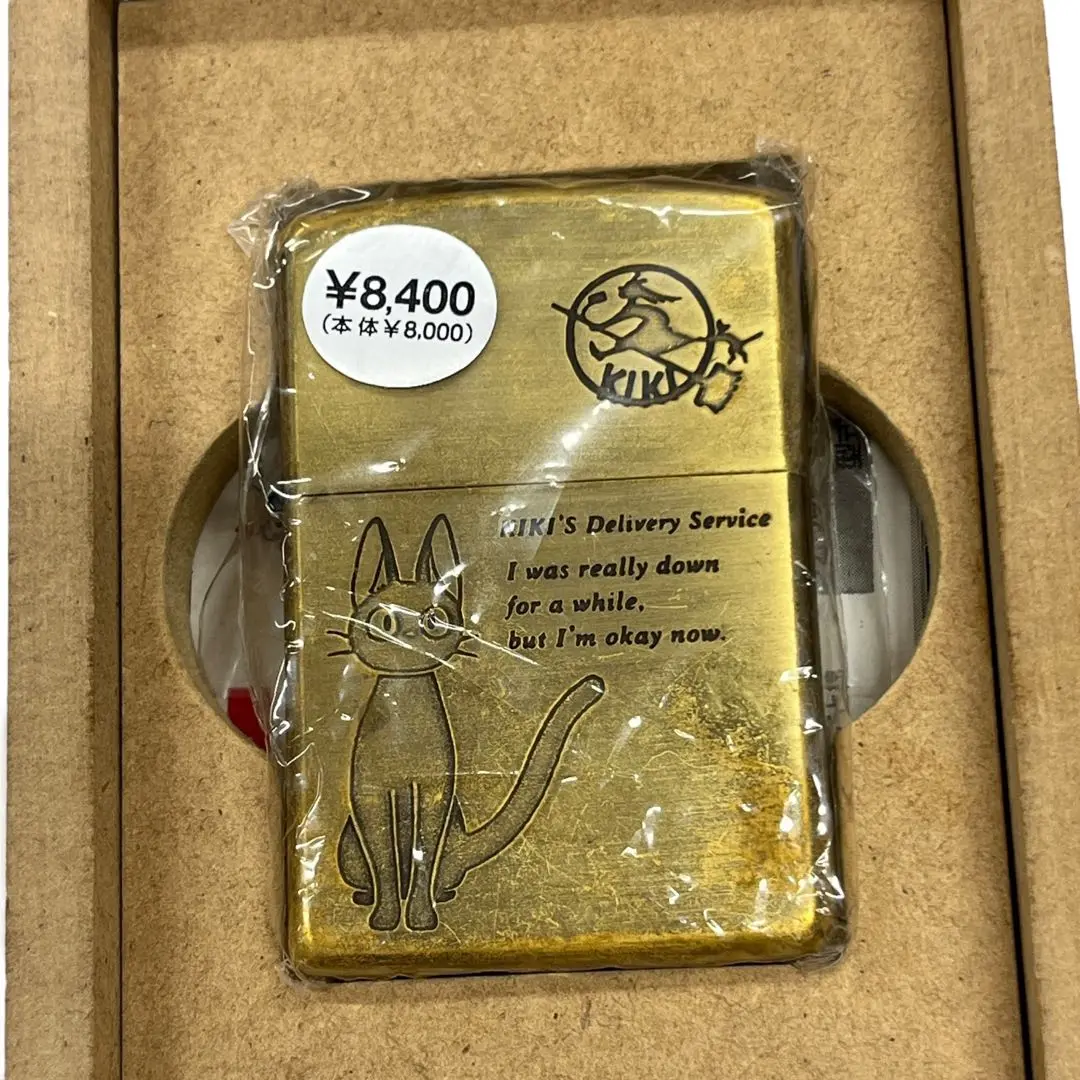 ¥8,400
(本体¥8,000)
KIKI
KIKI'S Delivery Service
I was really down
for a while,
but I'm okay now.